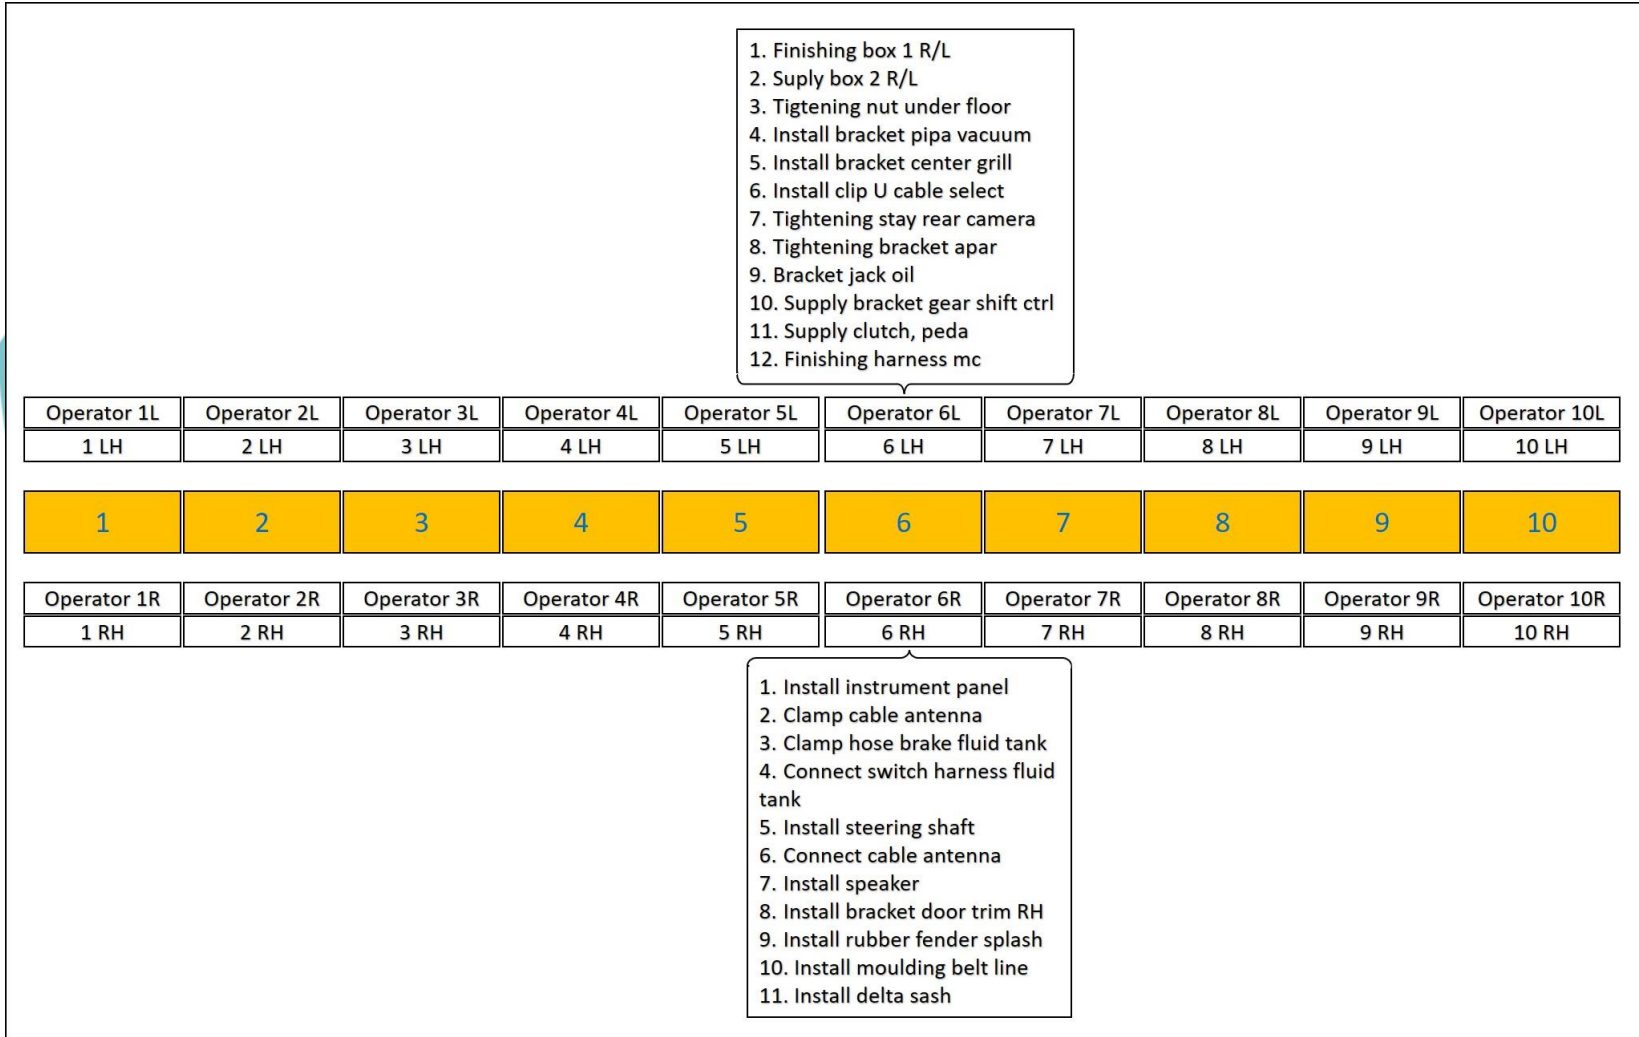 1. Finishing box 1 R/L
2. Suply box 2 R/L
3. Tigtening nut under floor
4. Install bracket pipa vacuum
5. Install bracket center grill
6. Install clip U cable select
7. Tightening stay rear camera
8. Tightening bracket apar
9. Bracket jack oil
10. Supply bracket gear shift ctrl
11. Supply clutch, peda
12. Finishing harness mc
Operator 1L Operator 2L Operator 3L Operator 4L Operator 5L Operator 6L Operator 7L Operator 8L Operator 9L Operator 10L
1 LH 2 LH 3 LH 4 LH 5 LH 6 LH 7 LH 8 LH 9 LH 10 LH
1 2 3 4 5 6 7 8 9 10
Operator 1R Operator 2R Operator 3R Operator 4R Operator 5R Operator 6R Operator 7R Operator 8R Operator 9R Operator 10R
1 RH 2 RH 3 RH 4 RH 5 RH 6 RH 7 RH 8 RH 9 RH 10 RH
1. Install instrument panel
2. Clamp cable antenna
3. Clamp hose brake fluid tank
4. Connect switch harness fluid
tank
5. Install steering shaft
6. Connect cable antenna
7. Install speaker
8. Install bracket door trim RH
9. Install rubber fender splash
10. Install moulding belt line
11. Install delta sash